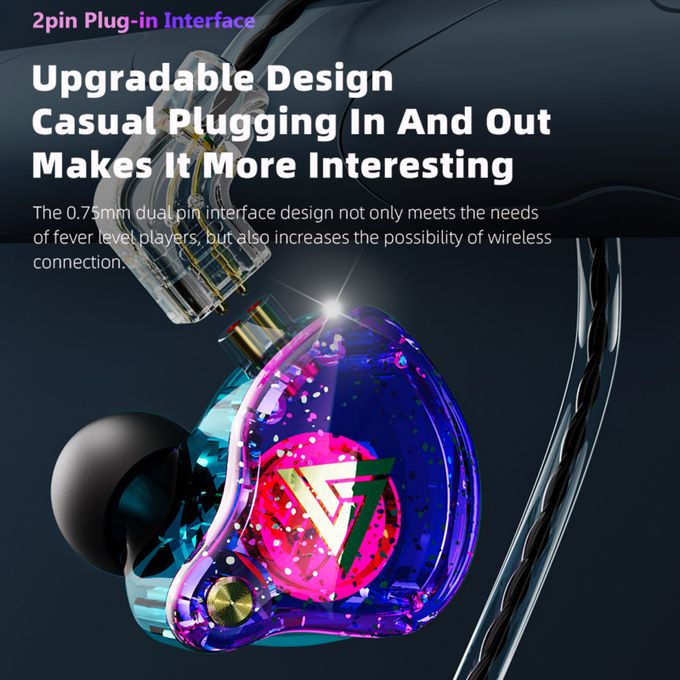 2pin Plug-in Interface
Upgradable Design
Casual Plugging In And Out
Makes It More Interesting
The 0.75mm dual pin interface design not only meets the needs
of fever level players, but also increases the possibility of wireless
connection.